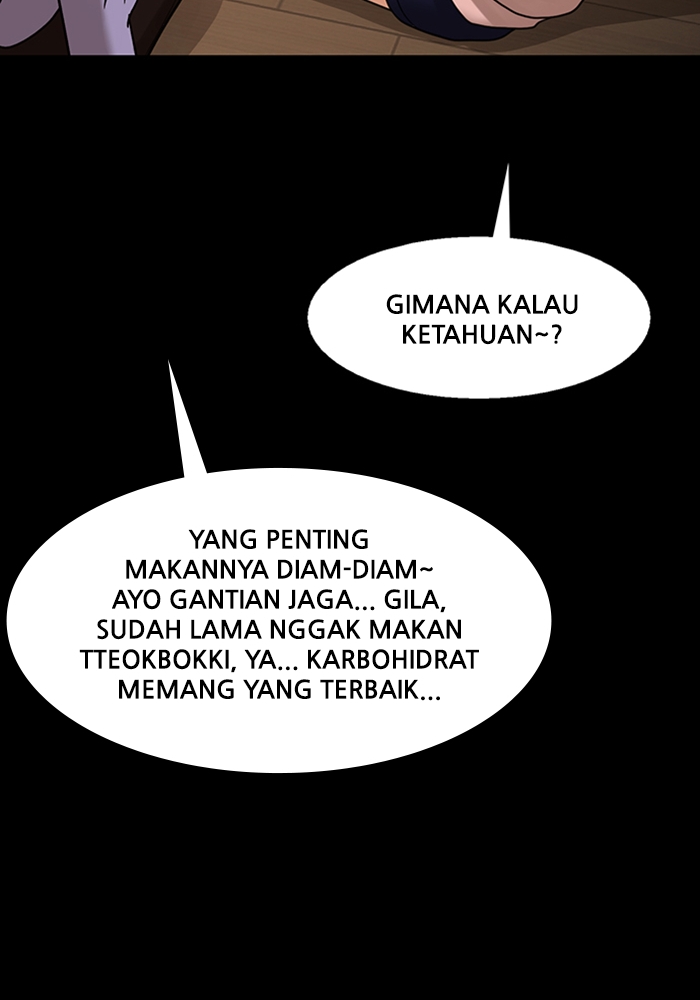 GIMANA KALAU
KETAHUAN~?
YANG PENTING
MAKANNYA DIAM-DIAM~
AYO GANTIAN JAGA... GILA,
SUDAH LAMA NGGAK MAKAN
TTEOKBOKKI, YA... KARBOHIDRAT
MEMANG YANG TERBAIK...